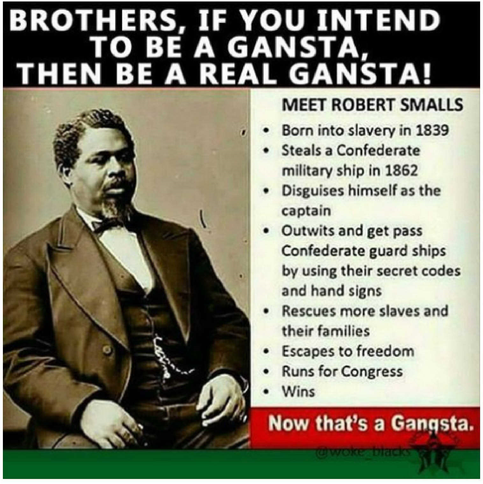 BROTHERS, IF YOU INTEND
TO BE A GANSTA,
THEN BE A REAL GANSTA!
MEET ROBERT SMALLS
• Born into slavery in 1839
• Steals a Confederate
military ship in 1862
• Disguises himself as the
captain
• Outwits and get pass
Confederate guard ships
by using their secret codes
and hand signs
• Rescues more slaves and
their families
• Escapes to freedom
• Runs for Congress
• Wins
Now that's a Gangsta.
@woke_blacks